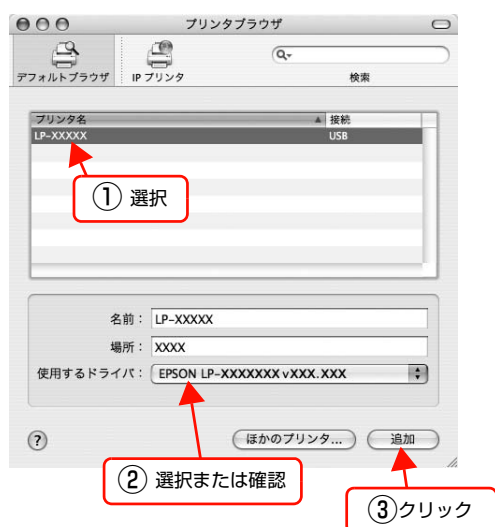 プリンタブラウザ
デフォルトブラウザ
IP プリンタ
検索
プリンタ名 接続
LP-XXXXX USB
① 選択
名前： LP-XXXXX
場所： XXXX
使用するドライバ： EPSON LP-XXXXXXX vXXX.XXX
? ほかのプリンタ... 追加
② 選択または確認
③クリック